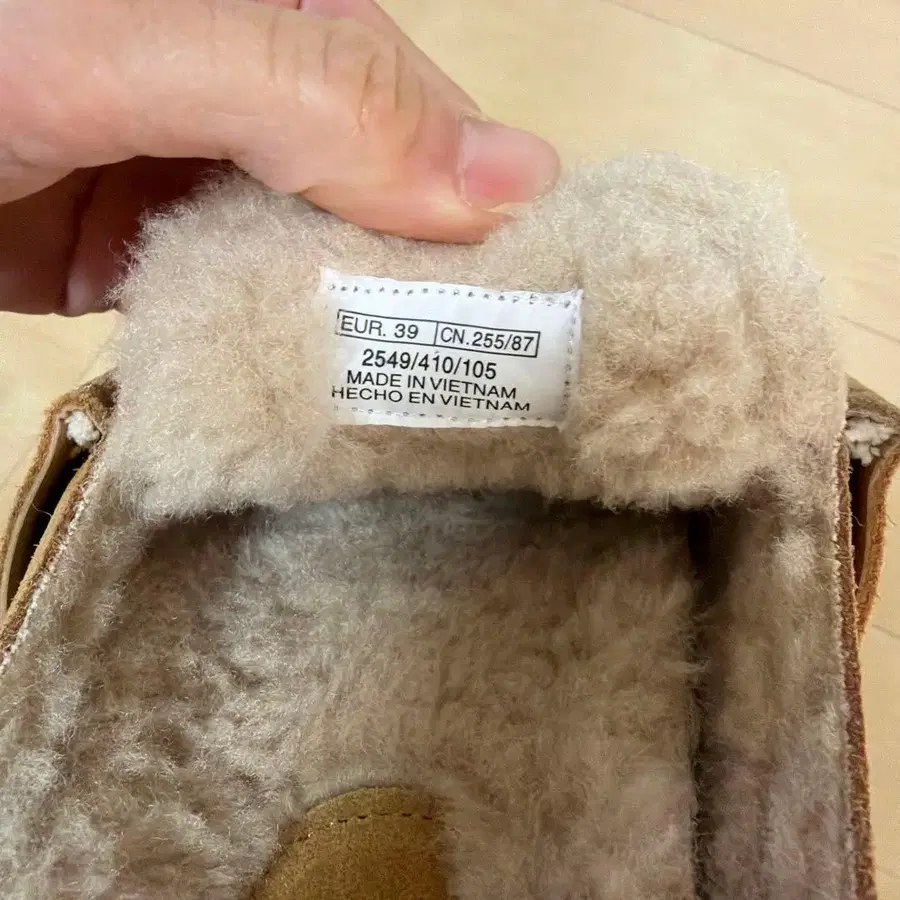 EUR. 39 CN.255/87
2549/410/105
MADE IN VIETNAM
HECHO EN VIETNAM